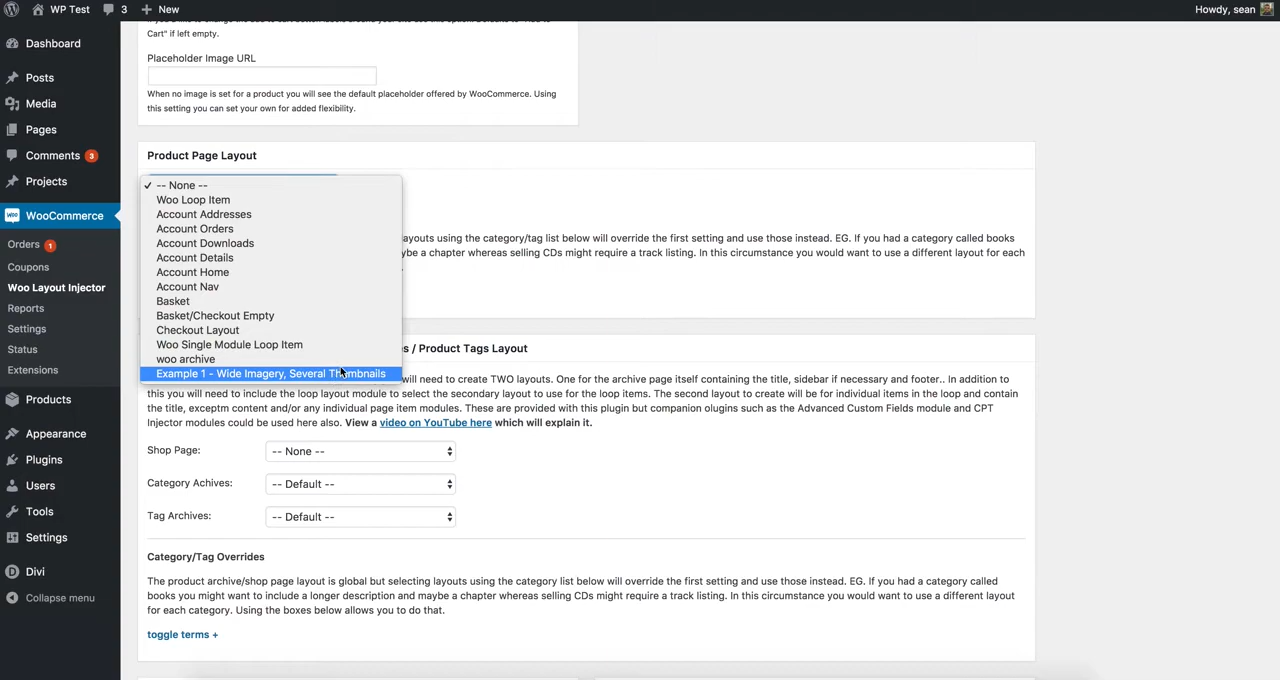 WP Test
3
New
Howdy, sean
Cart" if left empty.
Placeholder Image URL
When no image is set for a product you will see the default placeholder offered by WooCommerce. Using
this setting you can set your own for added flexibility.
Dashboard
Posts
Media
Pages
Comments 3
Projects
WooCommerce
Orders 1
Coupons
Woo Layout Injector
Reports
Settings
Status
Extensions
Products
Appearance
Plugins
Users
Tools
Settings
Divi
Collapse menu
Product Page Layout
✓ -- None --
Woo Loop Item
Account Addresses
Account Orders
Account Downloads
Account Details
Account Home
Account Nav
Basket
Basket/Checkout Empty
Checkout Layout
Woo Single Module Loop Item
woo archive
Example 1 - Wide Imagery, Several Thumbnails
ayouts using the category/tag list below will override the first setting and use those instead. EG. If you had a category called books
ybe a chapter whereas selling CDs might require a track listing. In this circumstance you would want to use a different layout for each
s / Product Tags Layout
will need to create TWO layouts. One for the archive page itself containing the title, sidebar if necessary and footer.. In addition to
this you will need to include the loop layout module to select the secondary layout to use for the loop items. The second layout to create will be for individual items in the loop and contain
the title, exceptm content and/or any individual page item modules. These are provided with this plugin but companion olugins such as the Advanced Custom Fields module and CPT
Injector modules could be used here also. View a video on YouTube here which will explain it.
Shop Page: -- None --
Category Achives: -- Default --
Tag Archives: -- Default --
Category/Tag Overrides
The product archive/shop page layout is global but selecting layouts using the category list below will override the first setting and use those instead. EG. If you had a category called
books you might want to include a longer description and maybe a chapter whereas selling CDs might require a track listing. In this circumstance you would want to use a different layout
for each category. Using the boxes below allows you to do that.
toggle terms +